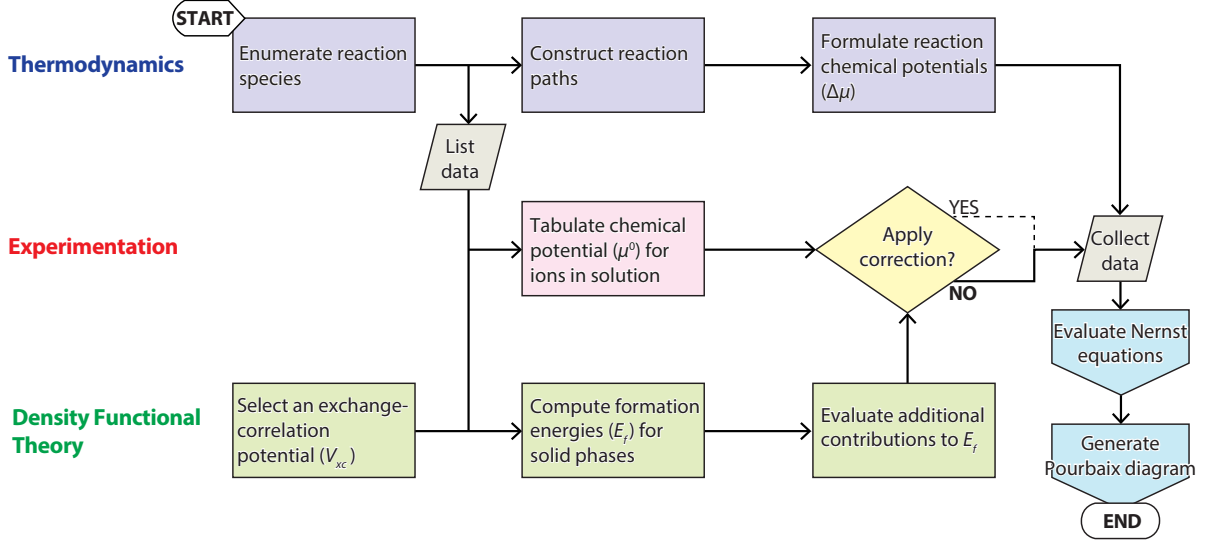 START
Thermodynamics
Enumerate reaction
species
Construct reaction
paths
Formulate reaction
chemical potentials
(Δμ)
List
data
Experimentation
Tabulate chemical
potential (μ⁰) for
ions in solution
Apply
correction?
YES
NO
Collect
data
Evaluate Nernst
equations
Density Functional
Theory
Select an exchange-
correlation
potential (Vxc)
Compute formation
energies (Ef) for
solid phases
Evaluate additional
contributions to Ef
Generate
Pourbaix diagram
END